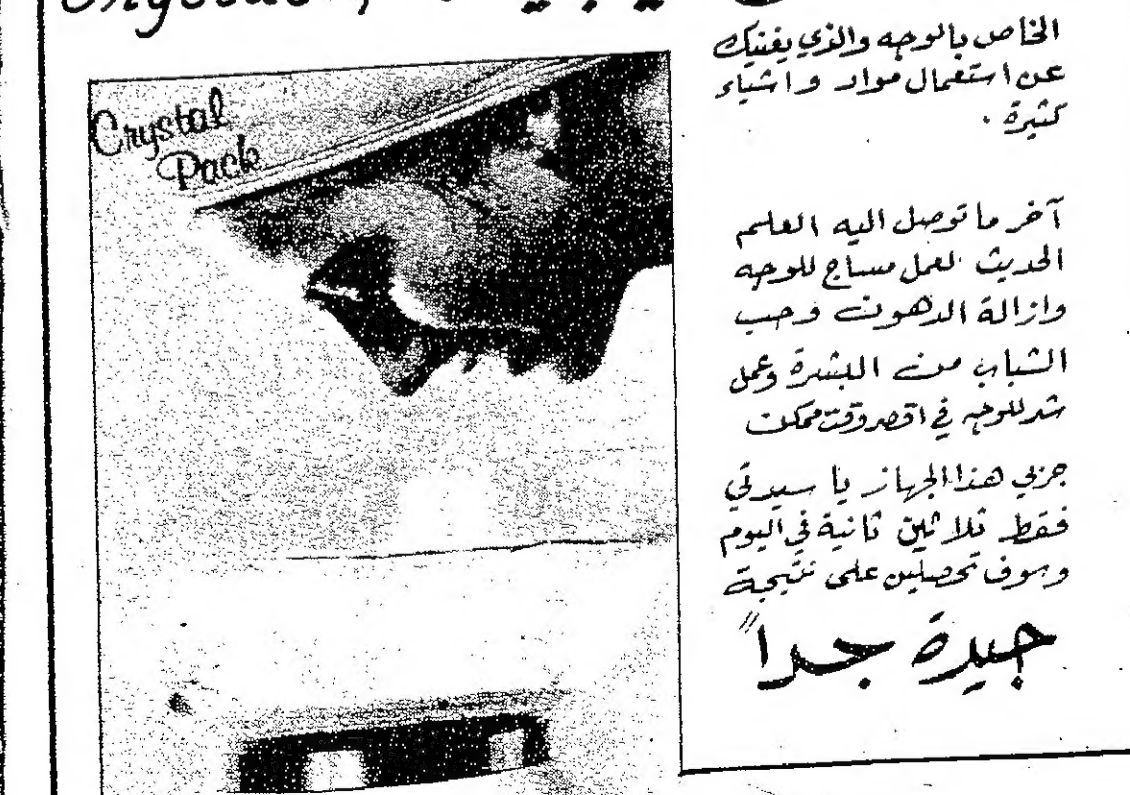 Crystal
Pack
الخاص بالوجه والذي يغنيك
عن استعمال مواد واشياء
كثيرة .
آخر ما توصل اليه العلم
الحديث لعمل مساج للوجه
وازالة الدهون وحب
الشباب من البشرة وعمل
شد للوجه في اقصر وقت ممكن
جربي هذا الجهاز يا سيدتي
فقط ثلاثين ثانية في اليوم
وسوف تحصلين على نتيجة
جيدة جداً